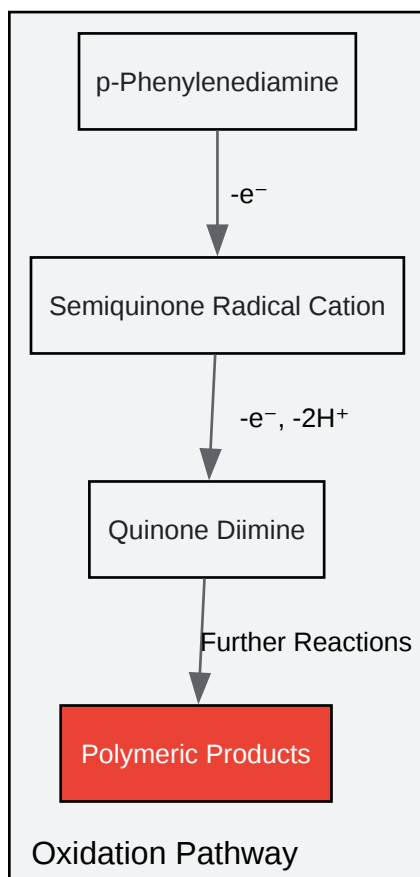 p-Phenylenediamine
-e⁻
Semiquinone Radical Cation
-e⁻, -2H⁺
Quinone Diimine
Further Reactions
Polymeric Products
Oxidation Pathway